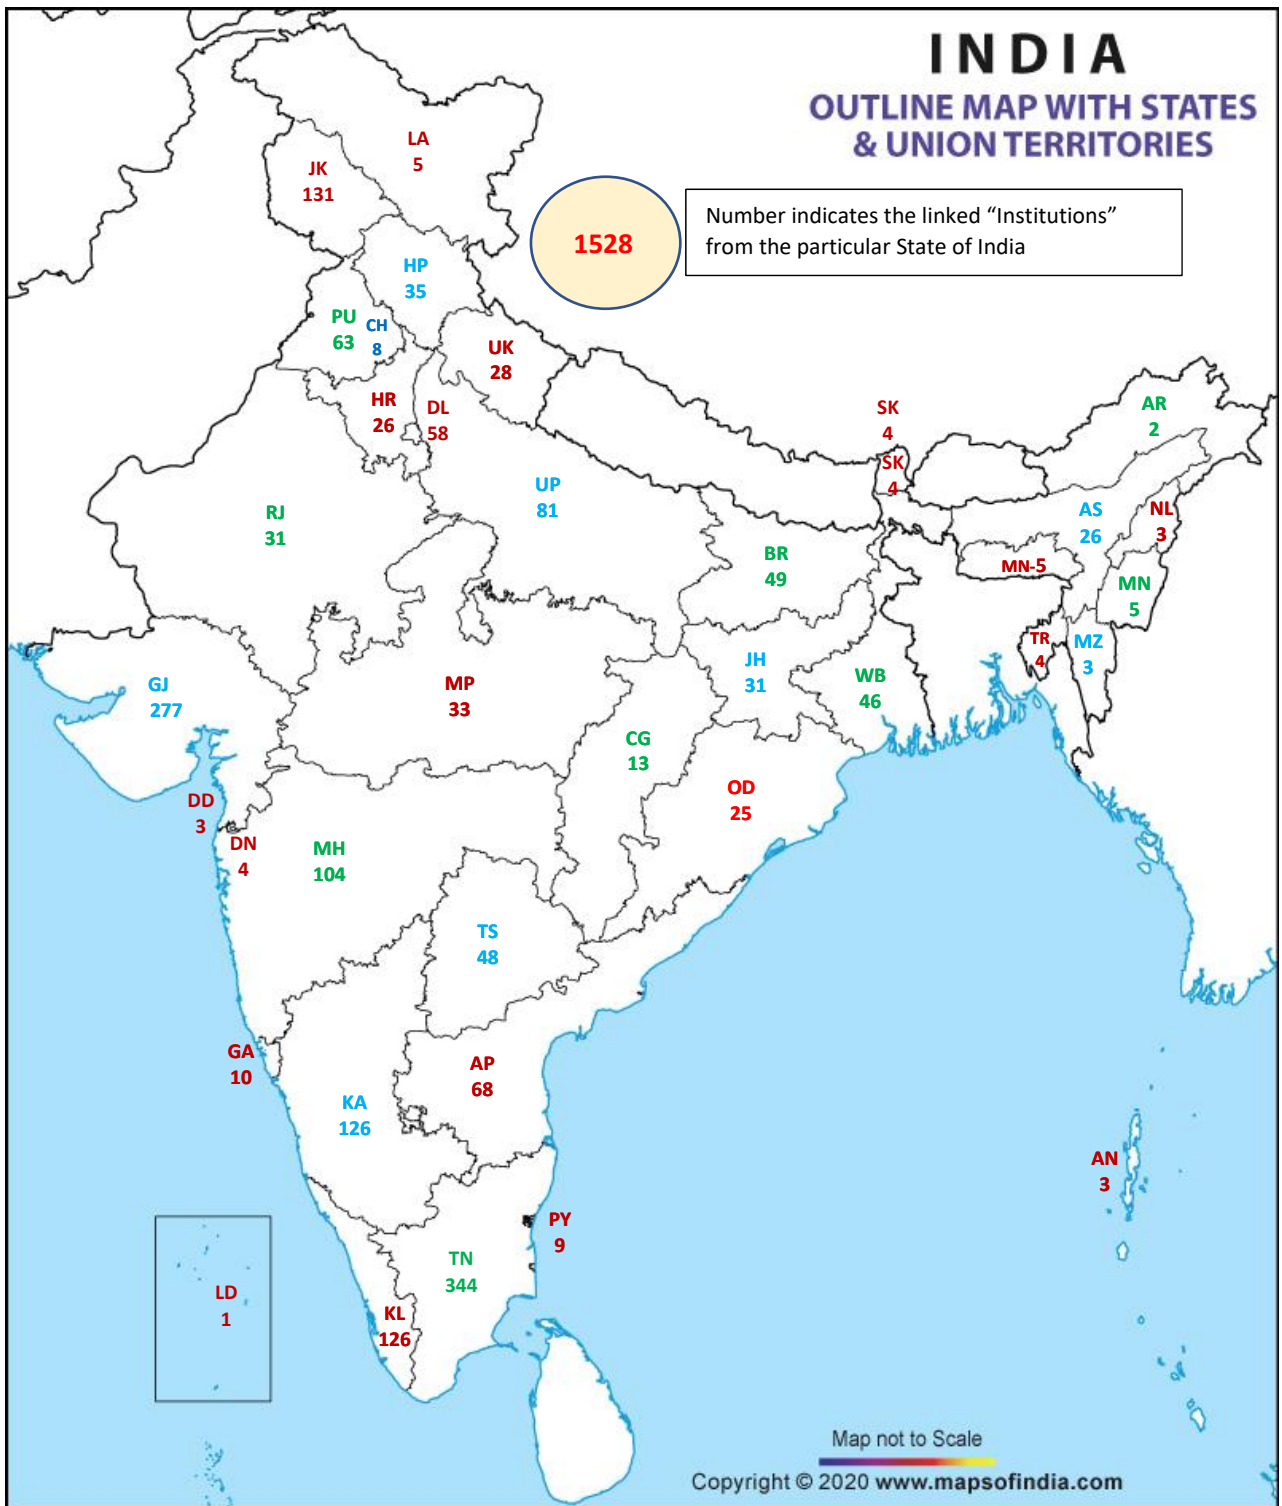 INDIA
OUTLINE MAP WITH STATES
& UNION TERRITORIES
LA
5
JK
131
1528
Number indicates the linked “Institutions”
from the particular State of India
HP
35
PU
63
CH
8
UK
28
HR
26
DL
58
SK
4
SK
4
AR
2
RJ
31
UP
81
AS
26
NL
3
BR
49
MN-5
MN
5
TR
4
MZ
3
GJ
277
MP
33
JH
31
WB
46
CG
13
OD
25
DD
3
DN
4
MH
104
TS
48
GA
10
AP
68
KA
126
AN
3
PY
9
TN
344
LD
1
KL
126
Map not to Scale
Copyright © 2020 www.mapsofindia.com